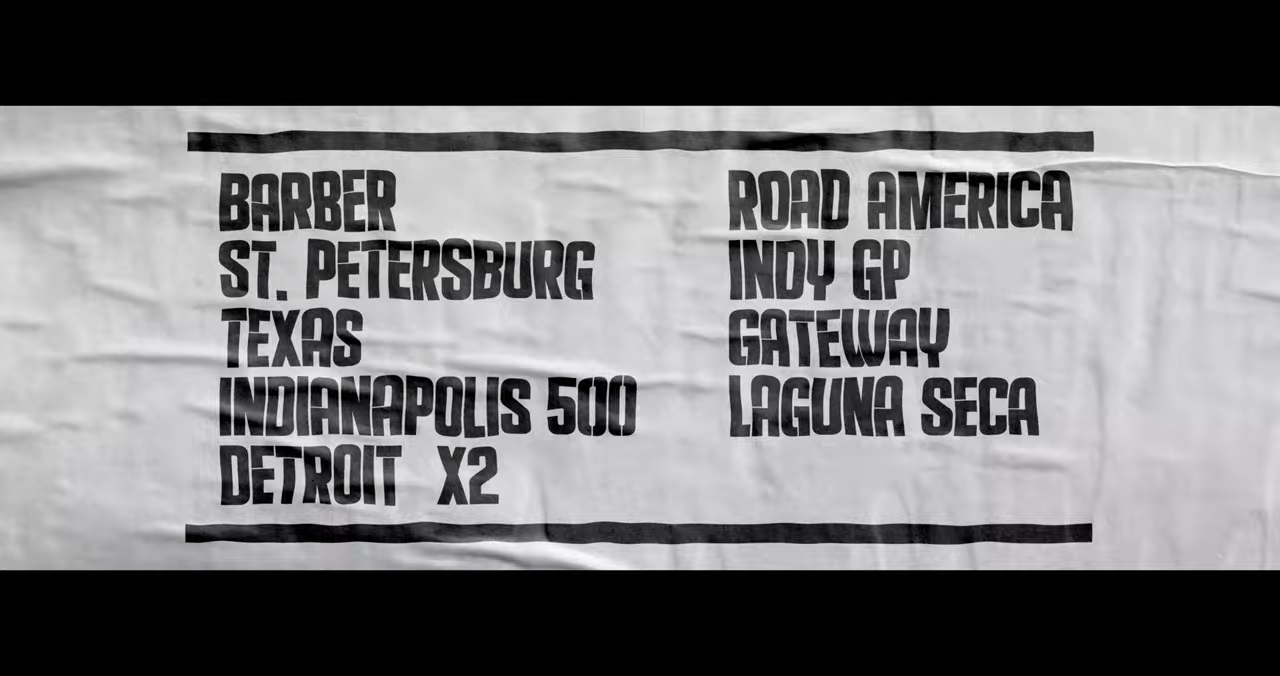 BARBER
ST. PETERSBURG
TEXAS
INDIANAPOLIS 500
DETROIT X2
ROAD AMERICA
INDY GP
GATEWAY
LAGUNA SECA